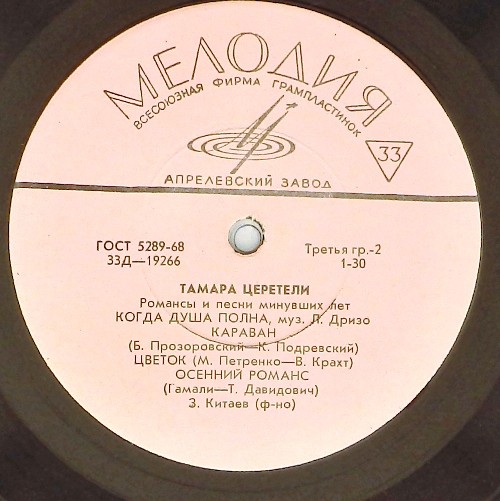 МЕЛОДИЯ
ВСЕСОЮЗНАЯ ФИРМА ГРАМПЛАСТИНОК
33
АПРЕЛЕВСКИЙ ЗАВОД
ГОСТ 5289-68
Третья гр.-2
33Д—19266
1-30
ТАМАРА ЦЕРЕТЕЛИ
Романсы и песни минувших лет
КОГДА ДУША ПОЛНА, муз. Л. Дризо
КАРАВАН
(Б. Прозоровский—К. Подревский)
ЦВЕТОК (М. Петренко—В. Крахт)
ОСЕННИЙ РОМАНС
(Гамали—Т. Давидович)
З. Китаев (ф-но)